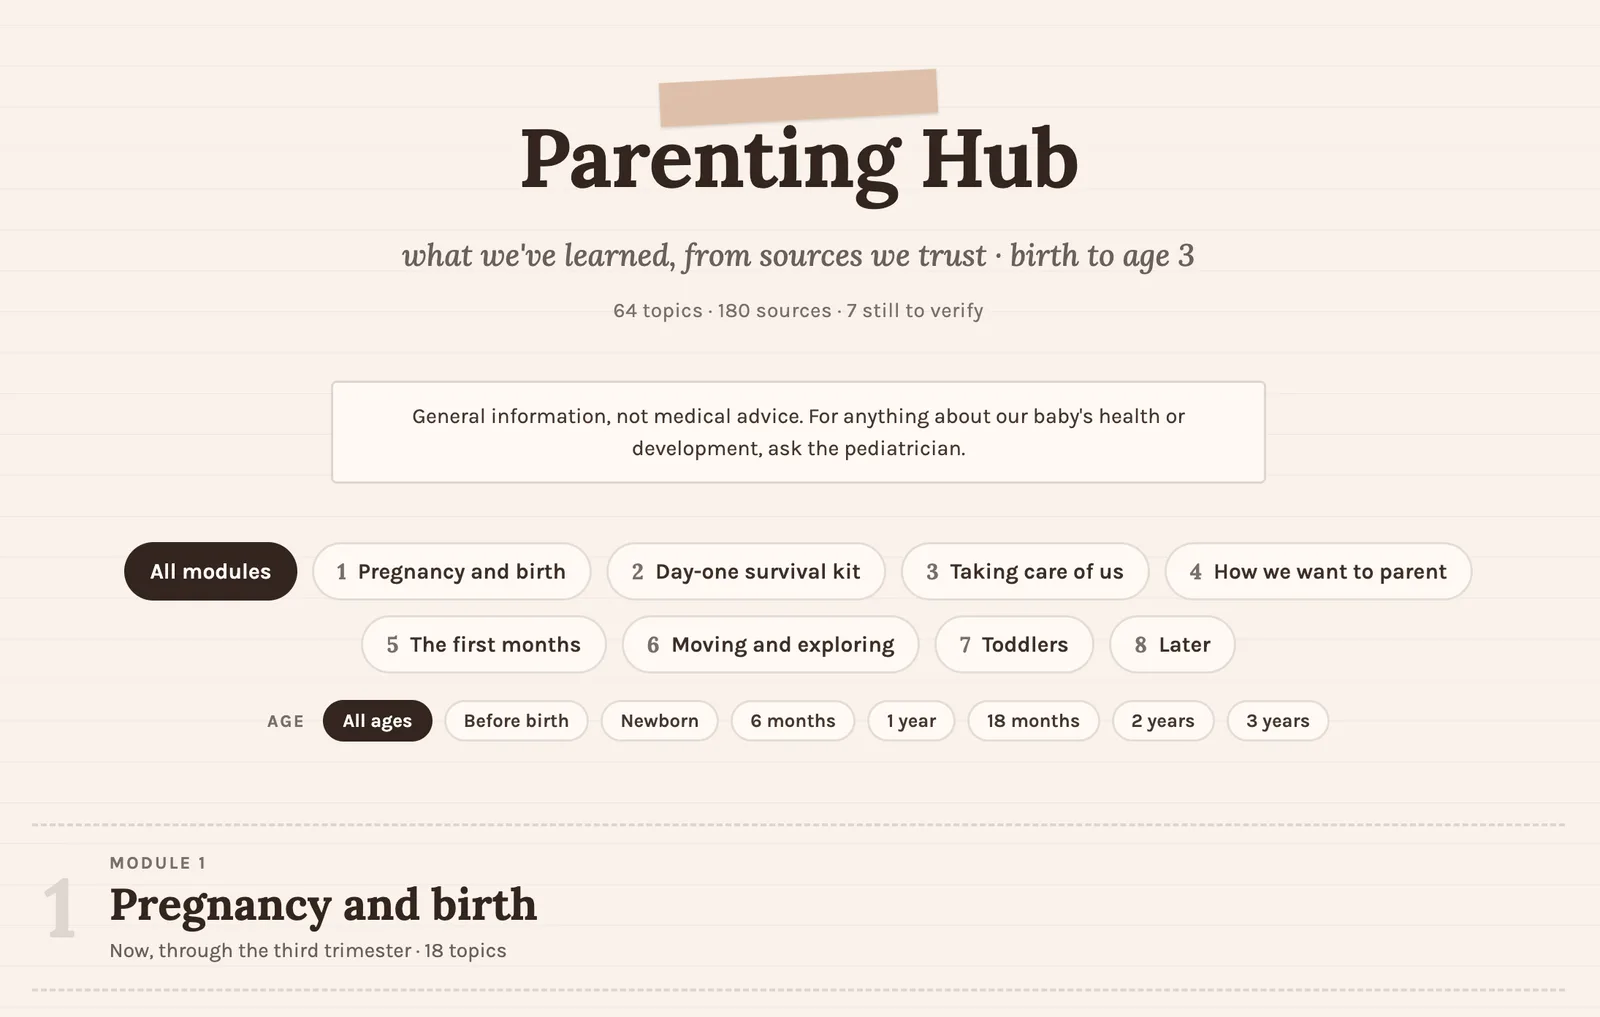 Parenting Hub
what we've learned, from sources we trust · birth to age 3
64 topics · 180 sources · 7 still to verify
General information, not medical advice. For anything about our baby's health or
development, ask the pediatrician.
All modules 1 Pregnancy and birth 2 Day-one survival kit 3 Taking care of us 4 How we want to parent
5 The first months 6 Moving and exploring 7 Toddlers 8 Later
AGE All ages Before birth Newborn 6 months 1 year 18 months 2 years 3 years
MODULE 1
1 Pregnancy and birth
Now, through the third trimester · 18 topics